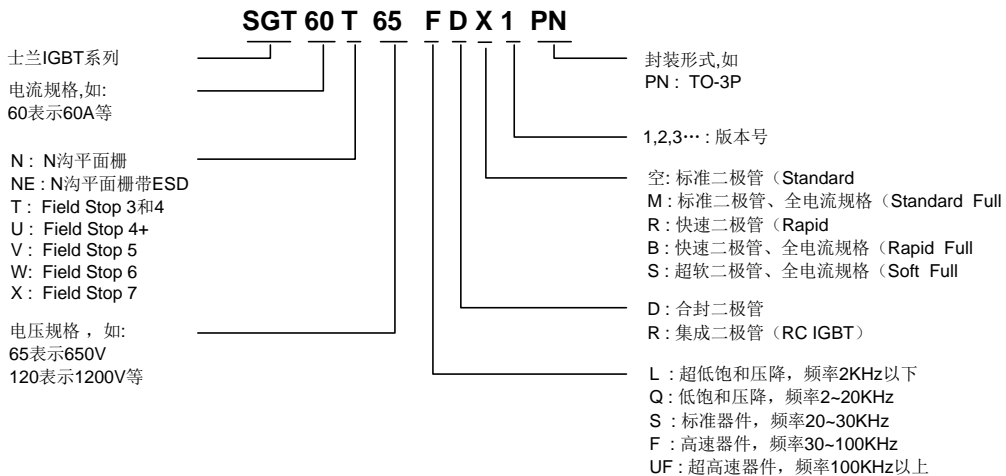 SGT 60 T 65 F D X 1 PN
士兰IGBT系列
电流规格,如:
60表示60A等
N : N沟平面栅
NE : N沟平面栅带ESD
T : Field Stop 3和4
U : Field Stop 4+
V : Field Stop 5
W: Field Stop 6
X : Field Stop 7
电压规格 ，如:
65表示650V
120表示1200V等
封装形式,如
PN : TO-3P
1,2,3… : 版本号
空: 标准二极管（Standard
M : 标准二极管、全电流规格（Standard Full
R : 快速二极管（Rapid
B : 快速二极管、全电流规格（Rapid Full
S : 超软二极管、全电流规格（Soft Full
D : 合封二极管
R : 集成二极管（RC IGBT）
L : 超低饱和压降，频率2KHz以下
Q : 低饱和压降，频率2~20KHz
S : 标准器件，频率20~30KHz
F : 高速器件，频率30~100KHz
UF : 超高速器件，频率100KHz以上